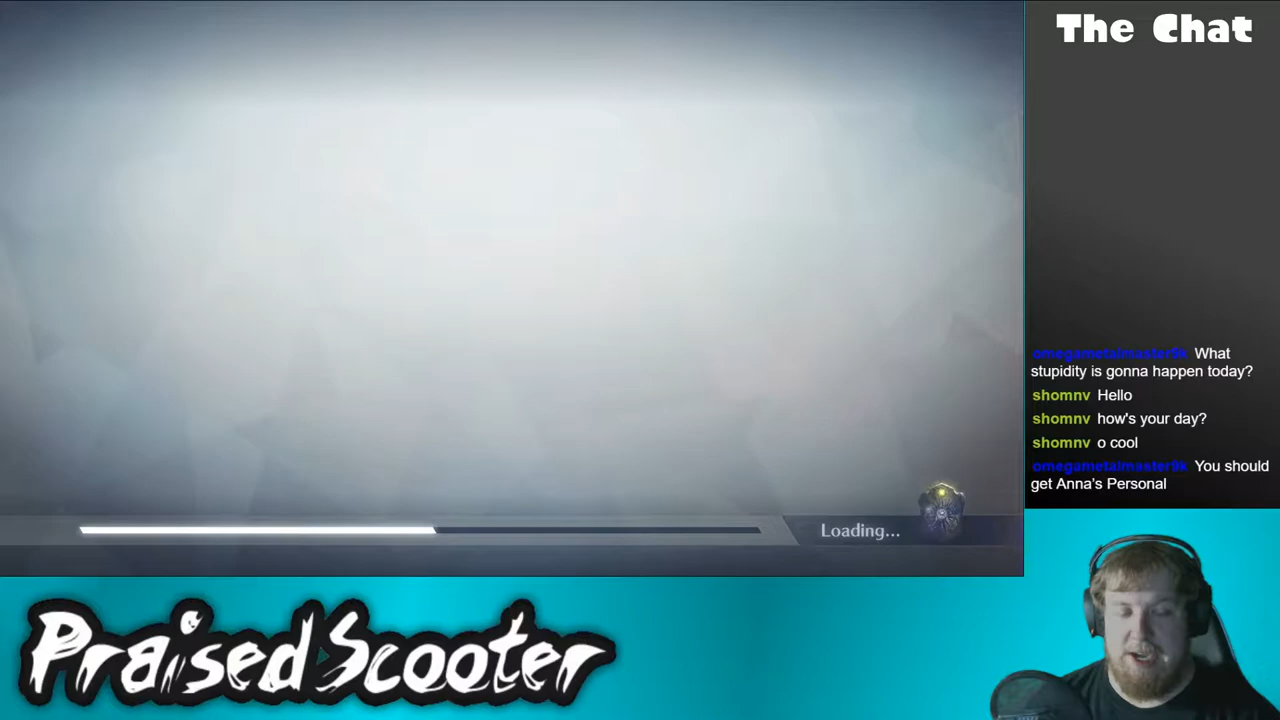 The Chat
omegametalmaster9k What
stupidity is gonna happen today?
shomnv Hello
shomnv how's your day?
shomnv o cool
omegametalmaster9k You should
get Anna's Personal
Loading...
PraisedScooter